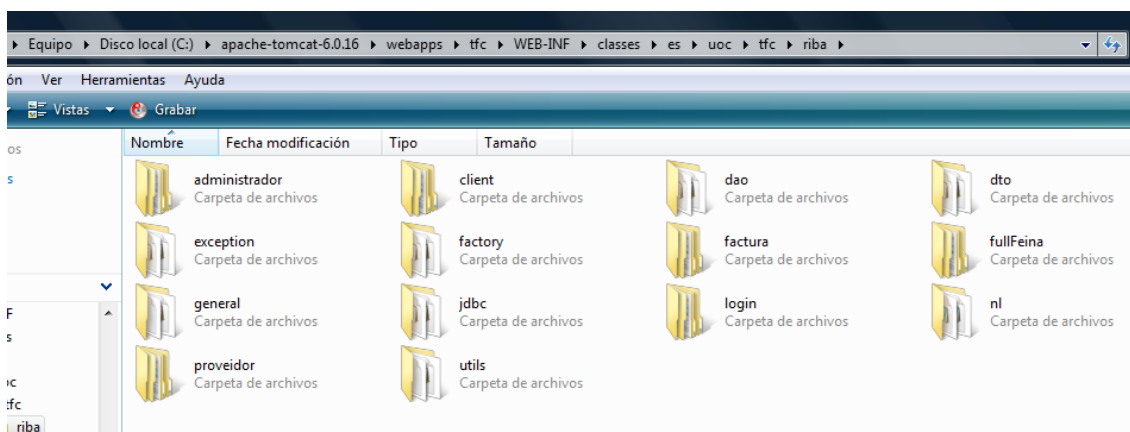 Equipo Disco local (C:) apache-tomcat-6.0.16 webapps tfc WEB-INF classes es uoc tfc riba
ón Ver Herramientas Ayuda
Vistas Grabar
os Nombre Fecha modificación Tipo Tamaño
s
administrador client dao dto
Carpeta de archivos Carpeta de archivos Carpeta de archivos Carpeta de archivos
exception factory factura fullFeina
Carpeta de archivos Carpeta de archivos Carpeta de archivos Carpeta de archivos
general jdbc login nl
F Carpeta de archivos Carpeta de archivos Carpeta de archivos Carpeta de archivos
s
proveidor utils
oc Carpeta de archivos Carpeta de archivos
tfc
riba